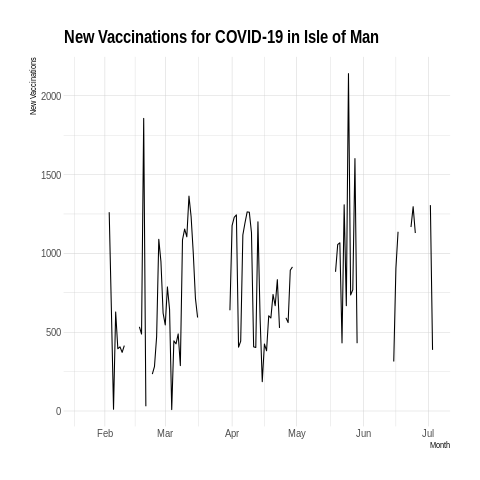 New Vaccinations for COVID-19 in Isle of Man
New Vaccinations
2000
1500
1000
500
0
Feb Mar Apr May Jun Jul
Month